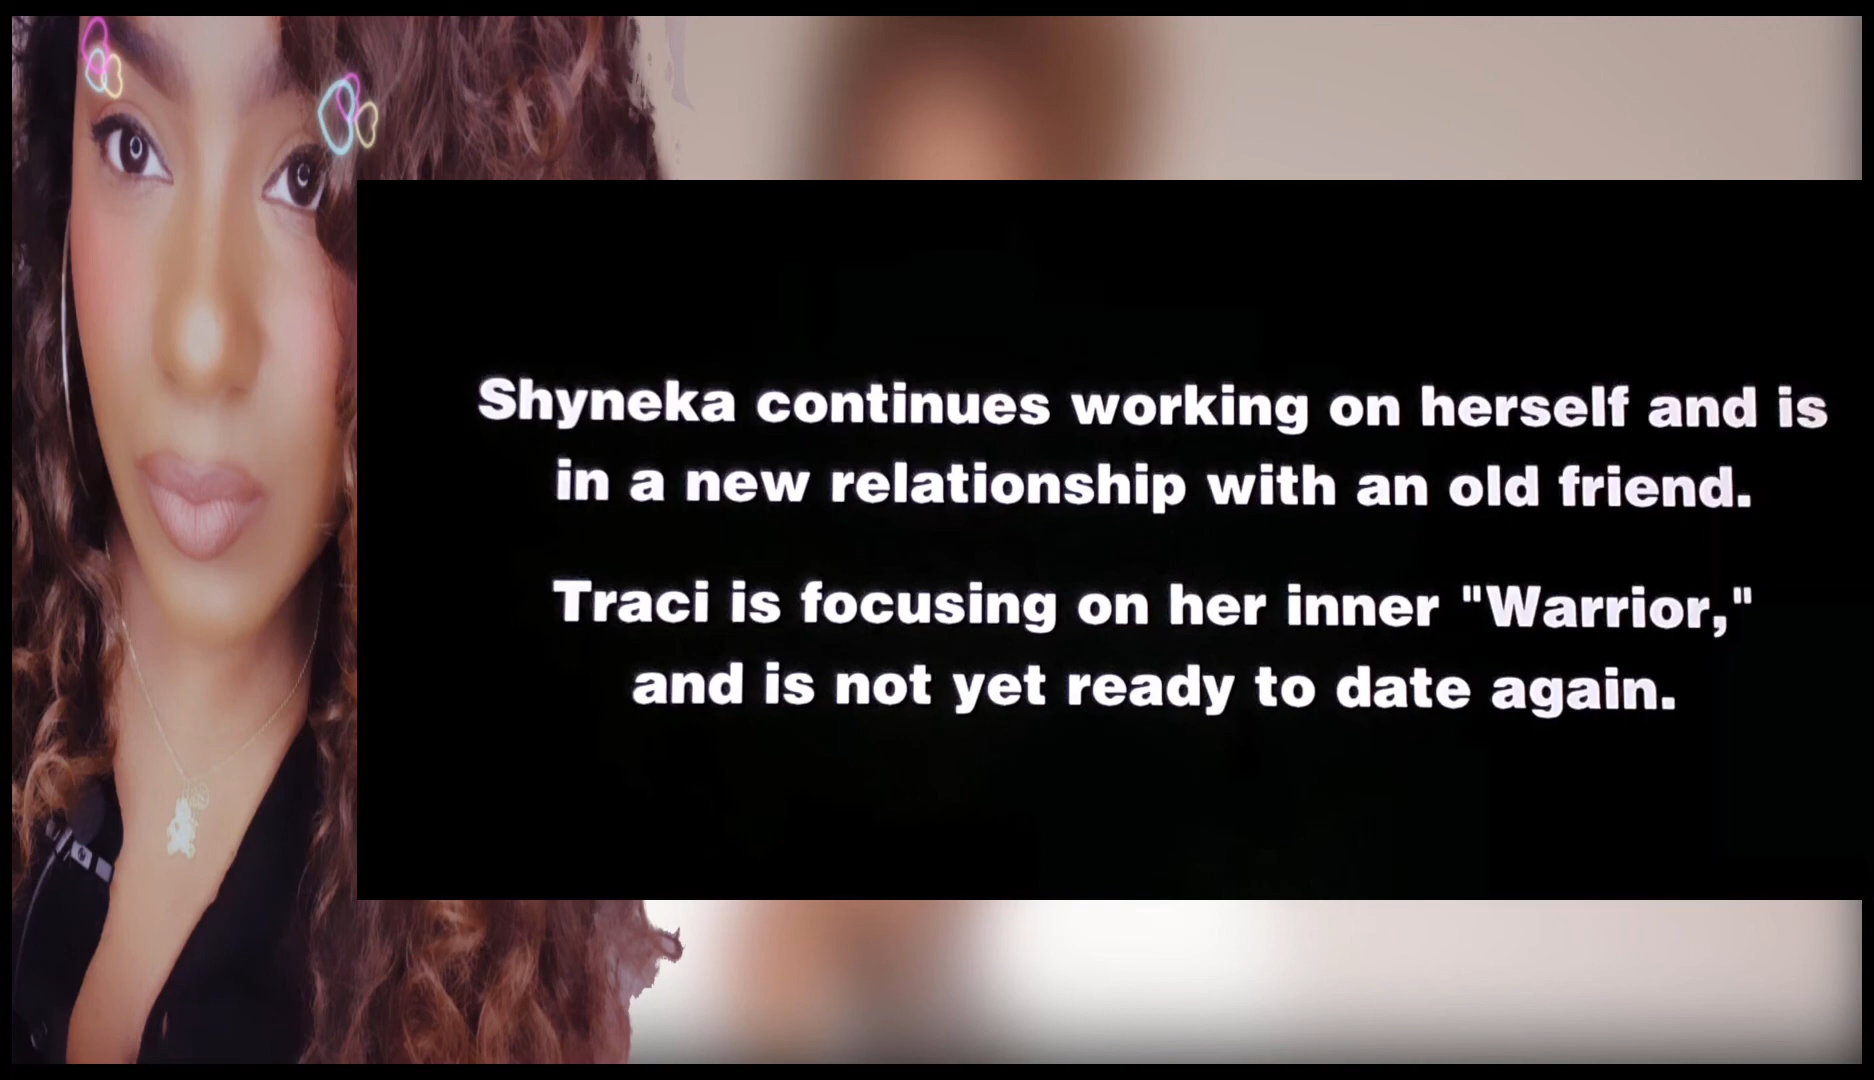 Shyneka continues working on herself and is
in a new relationship with an old friend.
Traci is focusing on her inner "Warrior,"
and is not yet ready to date again.